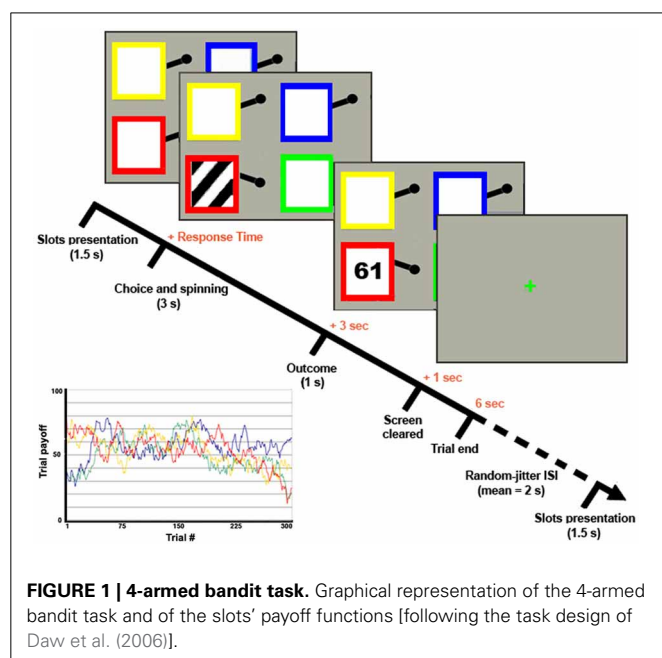 61
+
Slots presentation
(1.5 s)
+ Response Time
Choice and spinning
(3 s)
+ 3 sec
Outcome
(1 s)
+ 1 sec
Screen
cleared
6 sec
Trial end
Random-jitter ISI
(mean = 2 s)
Slots presentation
(1.5 s)
100
50
0
Trial payoff
1 75 150 225 300
Trial #
FIGURE 1 | 4-armed bandit task. Graphical representation of the 4-armed
bandit task and of the slots’ payoff functions [following the task design of
Daw et al. (2006)].